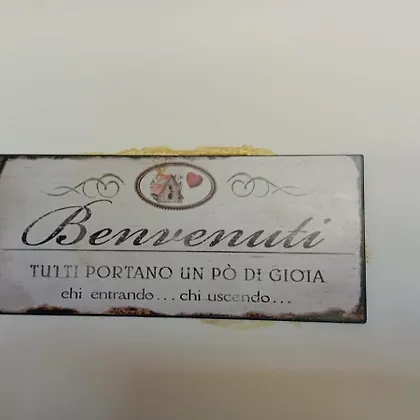 Benvenuti
TUTTI PORTANO UN PÒ DI GIOIA
chi entrando... chi uscendo...